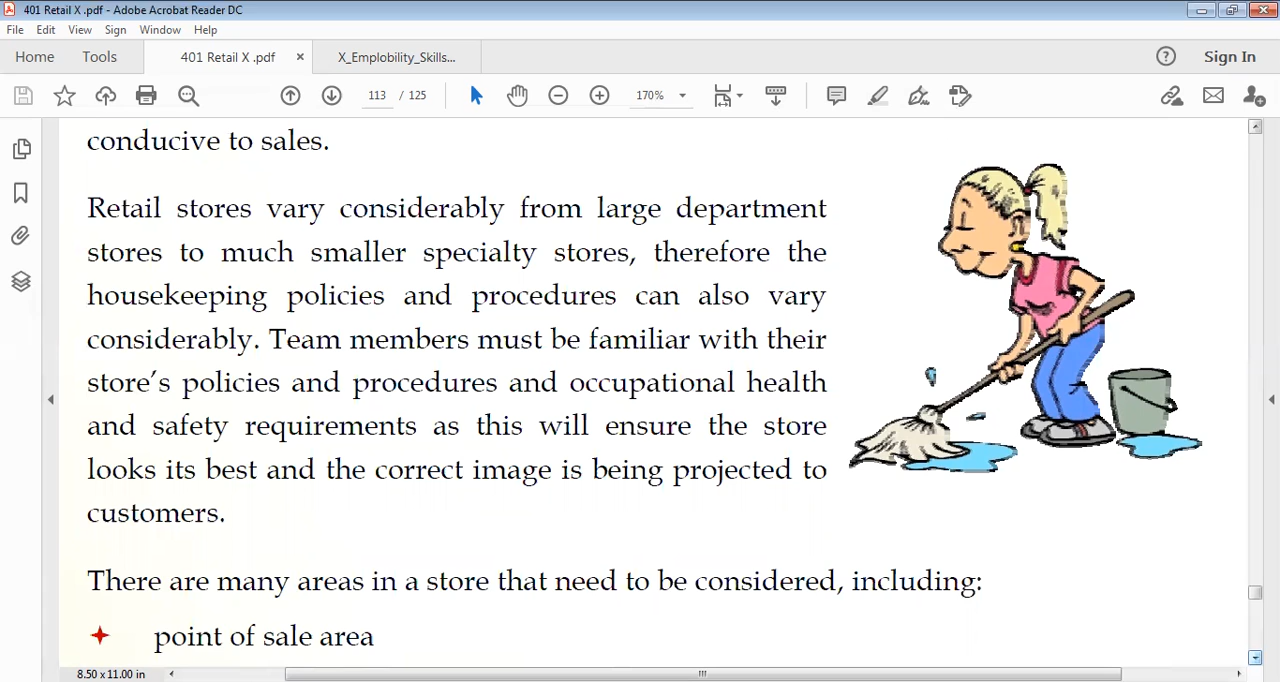 401 Retail X .pdf - Adobe Acrobat Reader DC
File Edit View Sign Window Help
Home Tools 401 Retail X .pdf × X_Emplobility_Skills... ? Sign In
113 / 125 170%
conducive to sales.
Retail stores vary considerably from large department
stores to much smaller specialty stores, therefore the
housekeeping policies and procedures can also vary
considerably. Team members must be familiar with their
store’s policies and procedures and occupational health
and safety requirements as this will ensure the store
looks its best and the correct image is being projected to
customers.
There are many areas in a store that need to be considered, including:
point of sale area
8.50 x 11.00 in